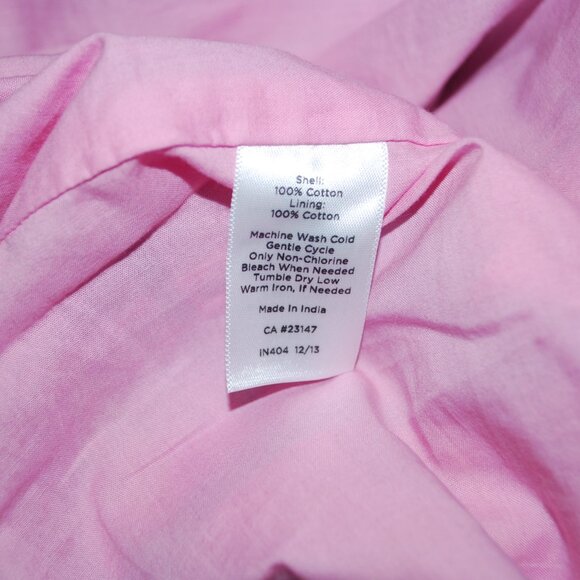 Shell:
100% Cotton
Lining:
100% Cotton
Machine Wash Cold
Gentle Cycle
Only Non-Chlorine
Bleach When Needed
Tumble Dry Low
Warm Iron, If Needed
Made In India
CA #23147
IN404 12/13